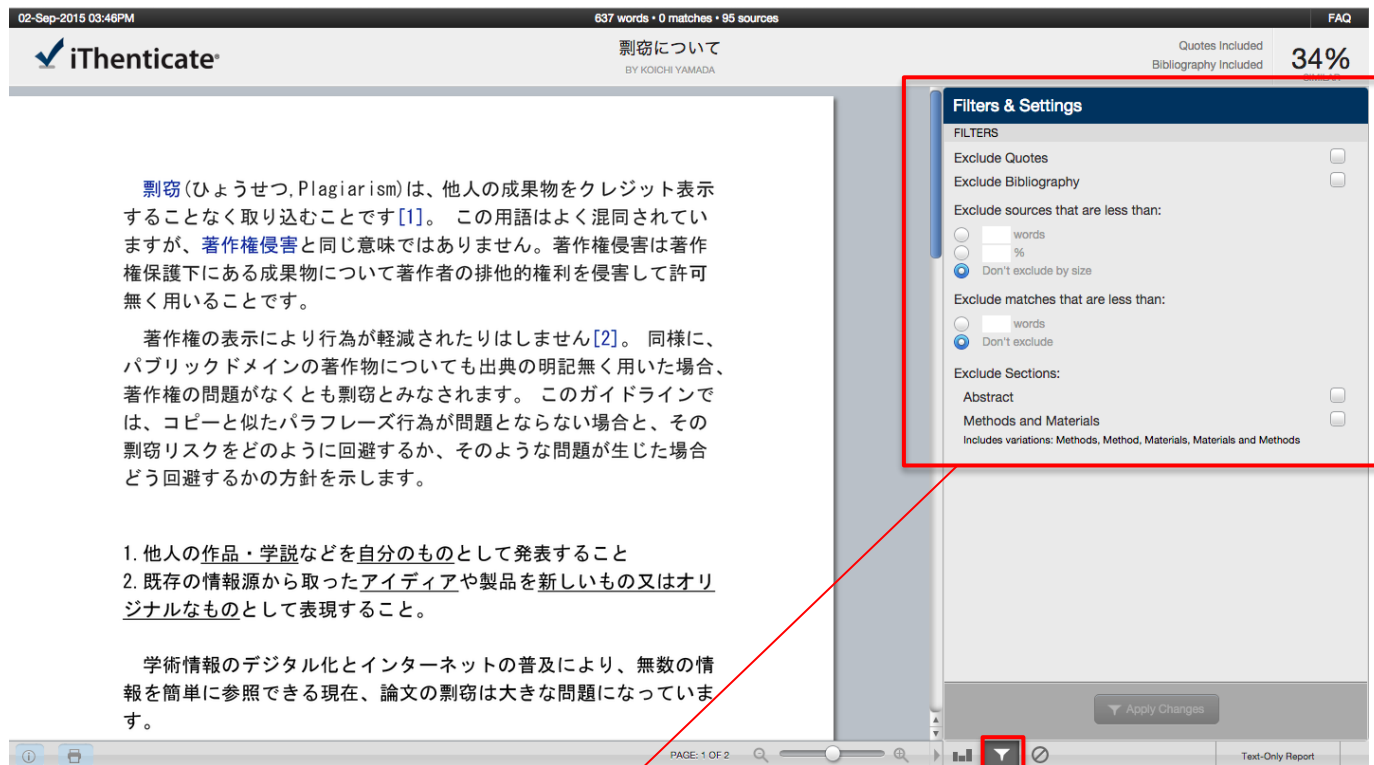 02-Sep-2015 03:46PM
637 words • 0 matches • 95 sources
FAQ
iThenticate®
剽窃について
BY KOICHI YAMADA
Quotes Included
Bibliography Included
34%
SIMILAR
剽窃(ひょうせつ,Plagiarism)は、他人の成果物をクレジット表示
することなく取り込むことです[1]。 この用語はよく混同されてい
ますが、著作権侵害と同じ意味ではありません。著作権侵害は著作
権保護下にある成果物について著作者の排他的権利を侵害して許可
無く用いることです。
著作権の表示により行為が軽減されたりはしません[2]。 同様に、
パブリックドメインの著作物についても出典の明記無く用いた場合、
著作権の問題がなくとも剽窃とみなされます。 このガイドラインで
は、コピーと似たパラフレーズ行為が問題とならない場合と、その
剽窃リスクをどのように回避するか、そのような問題が生じた場合
どう回避するかの方針を示します。
1.他人の作品・学説などを自分のものとして発表すること
2.既存の情報源から取ったアイディアや製品を新しいもの又はオリ
ジナルなものとして表現すること。
学術情報のデジタル化とインターネットの普及により、無数の情
報を簡単に参照できる現在、論文の剽窃は大きな問題になっていま
す。
Filters & Settings
FILTERS
Exclude Quotes
Exclude Bibliography
Exclude sources that are less than:
words
%
Don't exclude by size
Exclude matches that are less than:
words
Don't exclude
Exclude Sections:
Abstract
Methods and Materials
Includes variations: Methods, Method, Materials, Materials and Methods
Apply Changes
PAGE: 1 OF 2
Text-Only Report